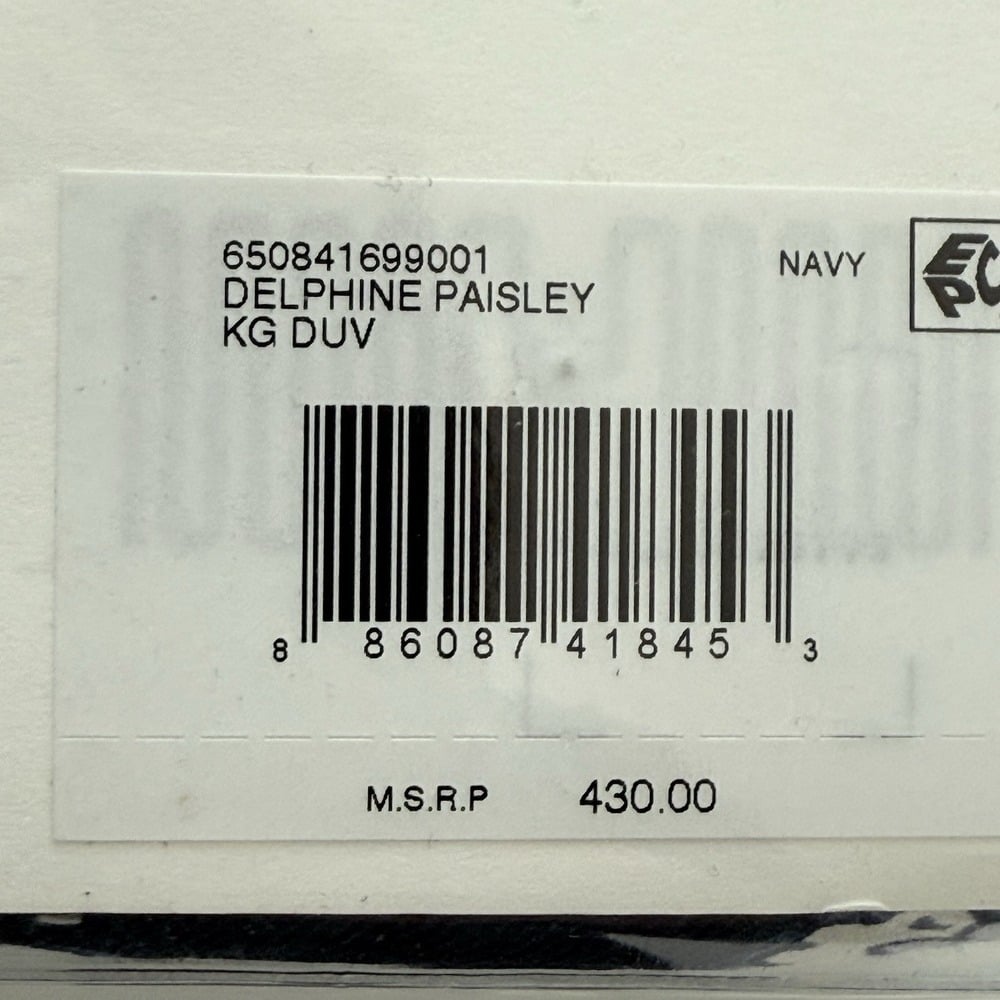 650841699001
NAVY
DELPHINE PAISLEY
KG DUV
8 86087 41845 3
M.S.R.P 430.00